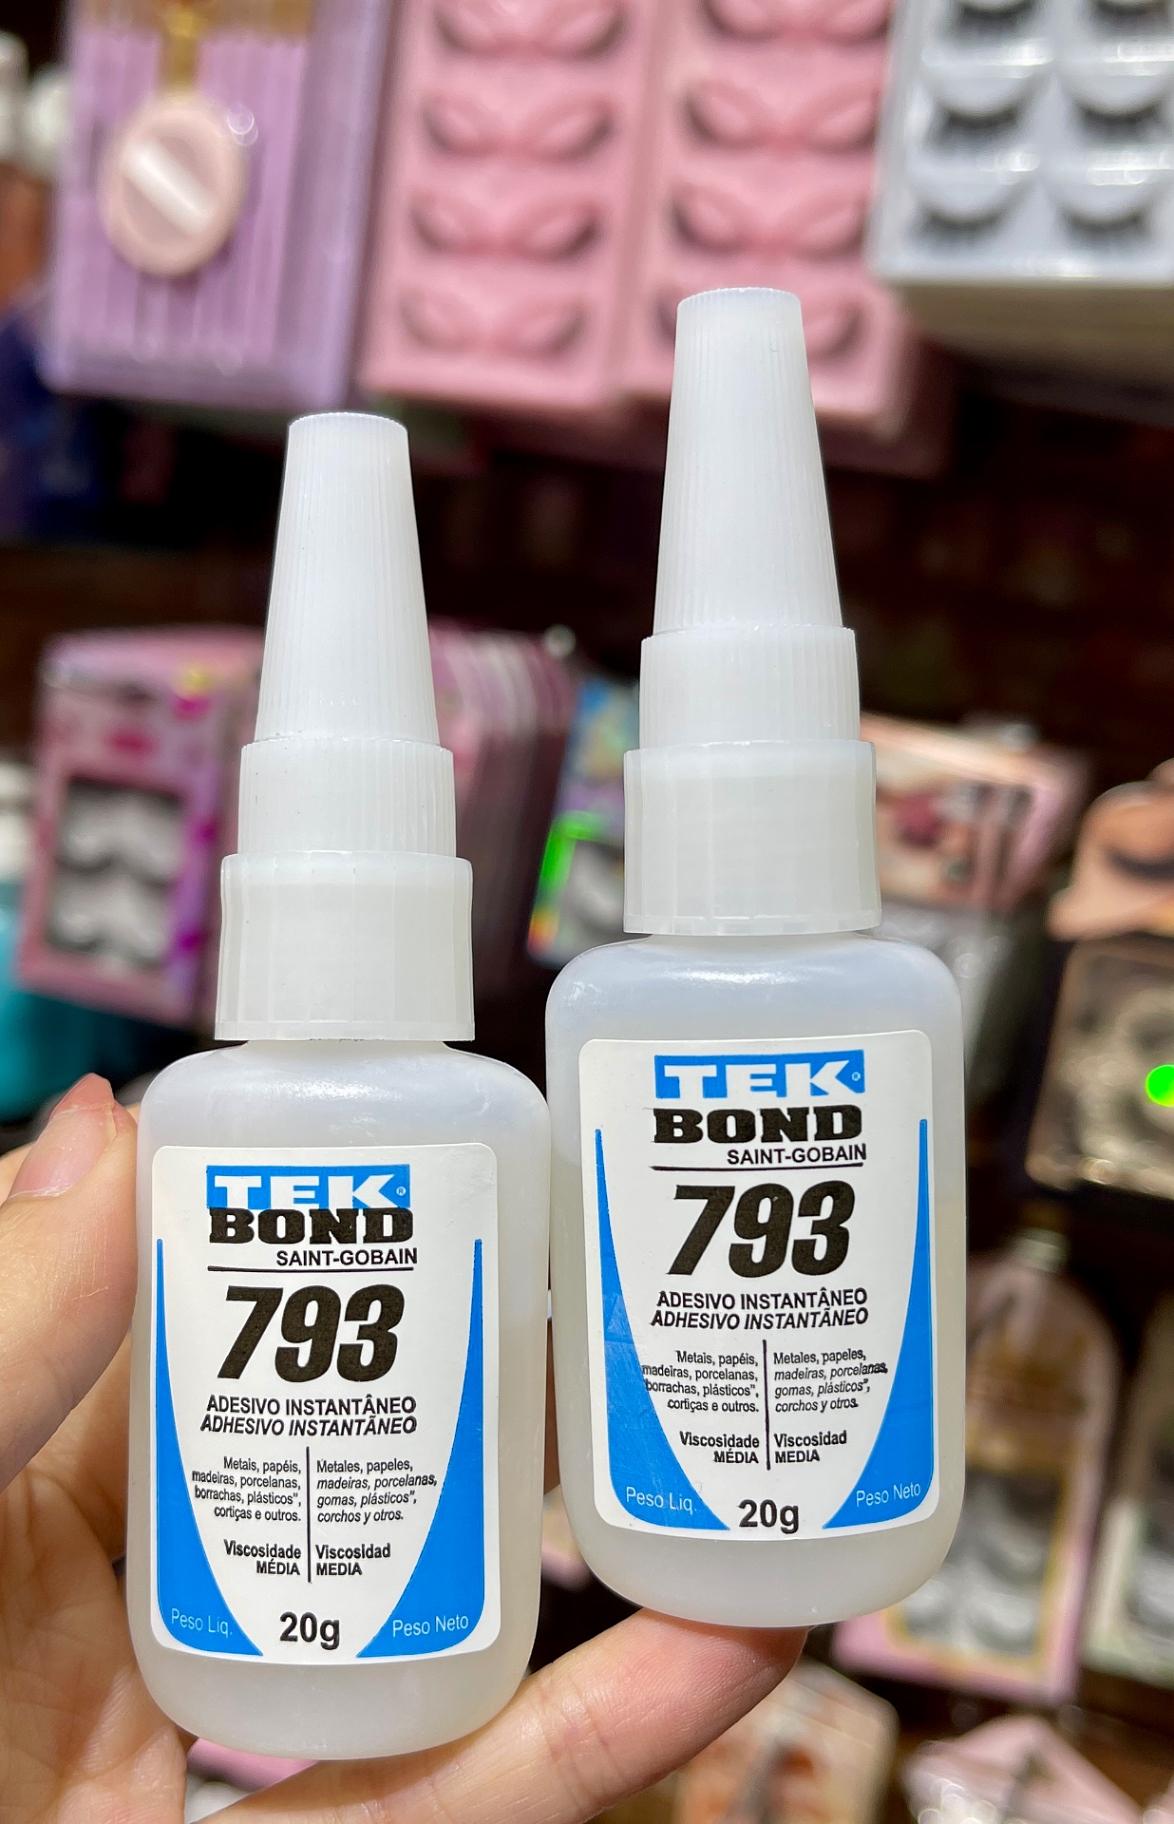 TEK®
BOND
SAINT-GOBAIN
793
ADESIVO INSTANTÂNEO
ADHESIVO INSTANTÃNEO
Metais, papéis,
madeiras, porcelanas,
borrachas, plásticos",
cortiças e outros.
Viscosidade
MÉDIA
Metales, papeles,
madeiras, porcelanas,
gomas, plásticos",
corchos y otros.
Viscosidad
MEDIA
Peso Liq.
20g
Peso Neto
TEK®
BOND
SAINT-GOBAIN
793
ADESIVO INSTANTÂNEO
ADHESIVO INSTANTÃNEO
Metais, papéis,
madeiras, porcelanas,
borrachas, plásticos",
cortiças e outros.
Viscosidade
MÉDIA
Metales, papeles,
madeiras, porcelanas,
gomas, plásticos",
corchos y otros.
Viscosidad
MEDIA
Peso Liq.
20g
Peso Neto